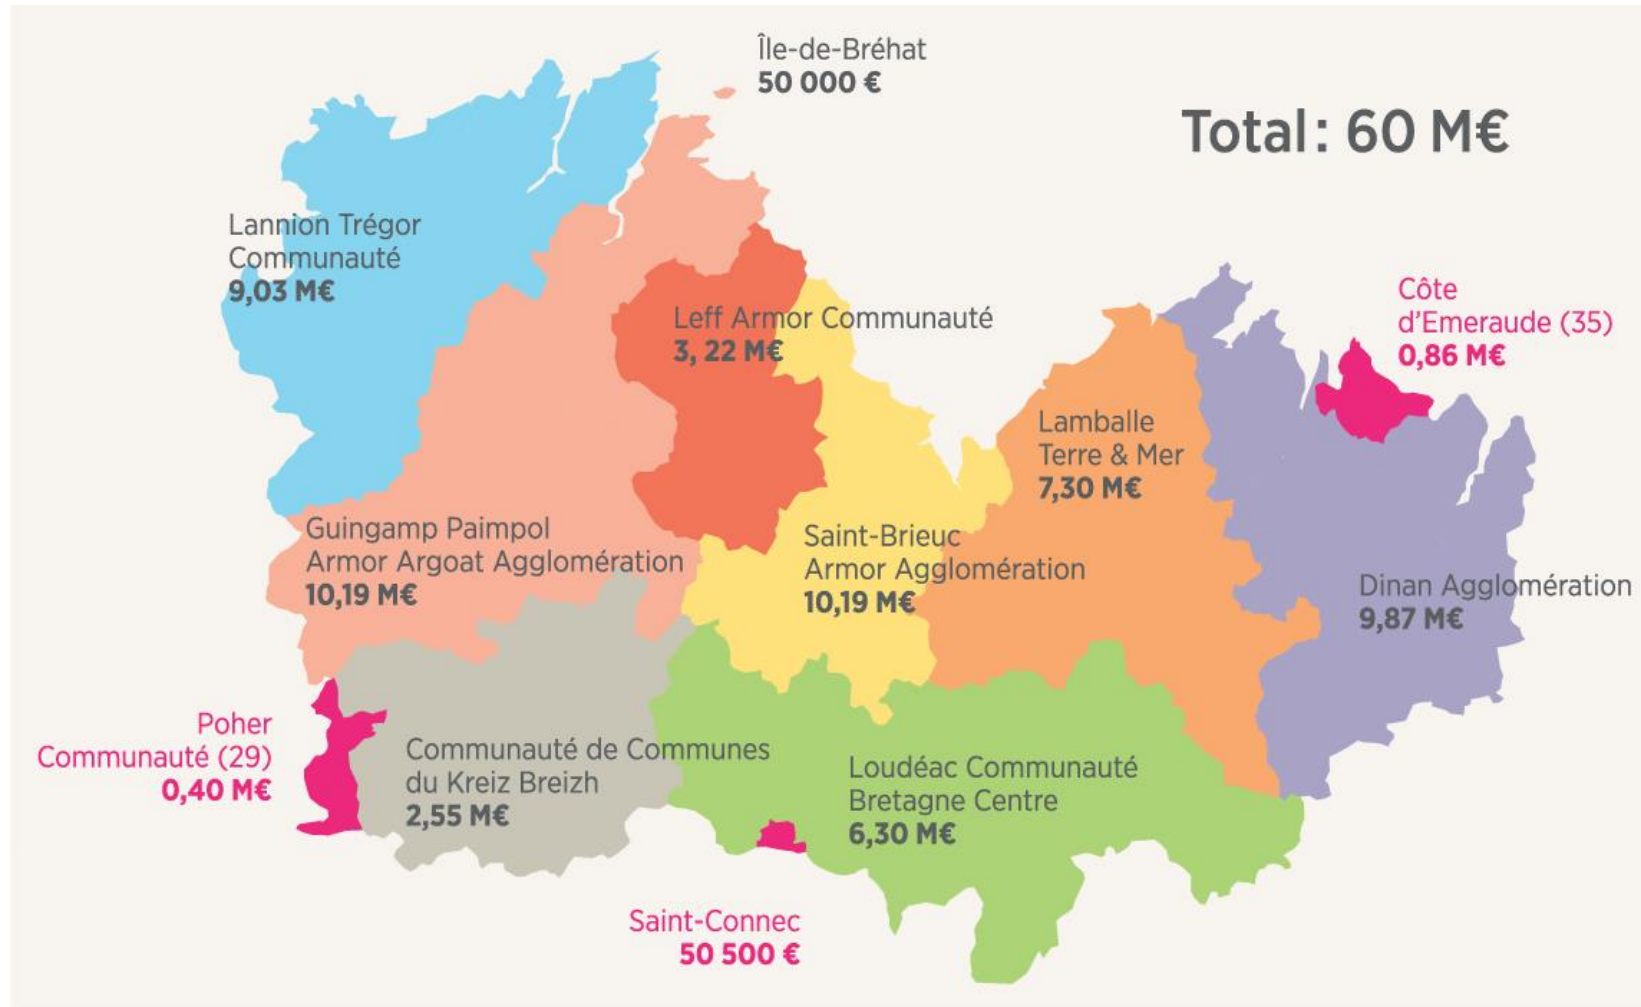 Île-de-Bréhat
50 000 €
Total : 60 M€
Lannion Trégor
Communauté
9,03 M€
Côte
d'Emeraude (35)
0,86 M€
Leff Armor Communauté
3, 22 M€
Lamballe
Terre & Mer
7,30 M€
Guingamp Paimpol
Armor Argoat Agglomération
10,19 M€
Saint-Brieuc
Armor Agglomération
10,19 M€
Dinan Agglomération
9,87 M€
Poher
Communauté (29)
0,40 M€
Communauté de Communes
du Kreiz Breizh
2,55 M€
Loudéac Communauté
Bretagne Centre
6,30 M€
Saint-Connec
50 500 €